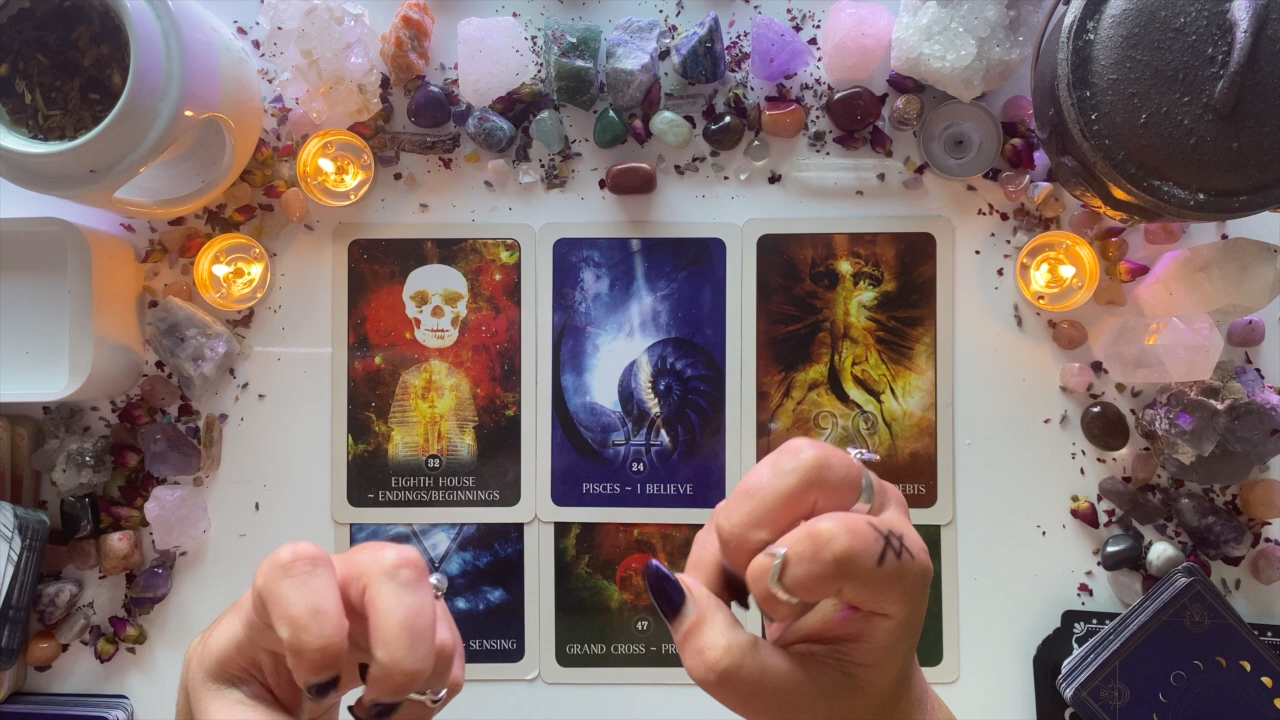 32
EIGHTH HOUSE
~ ENDINGS/BEGINNINGS
24
PISCES ~ I BELIEVE
SENSING
47
GRAND CROSS ~